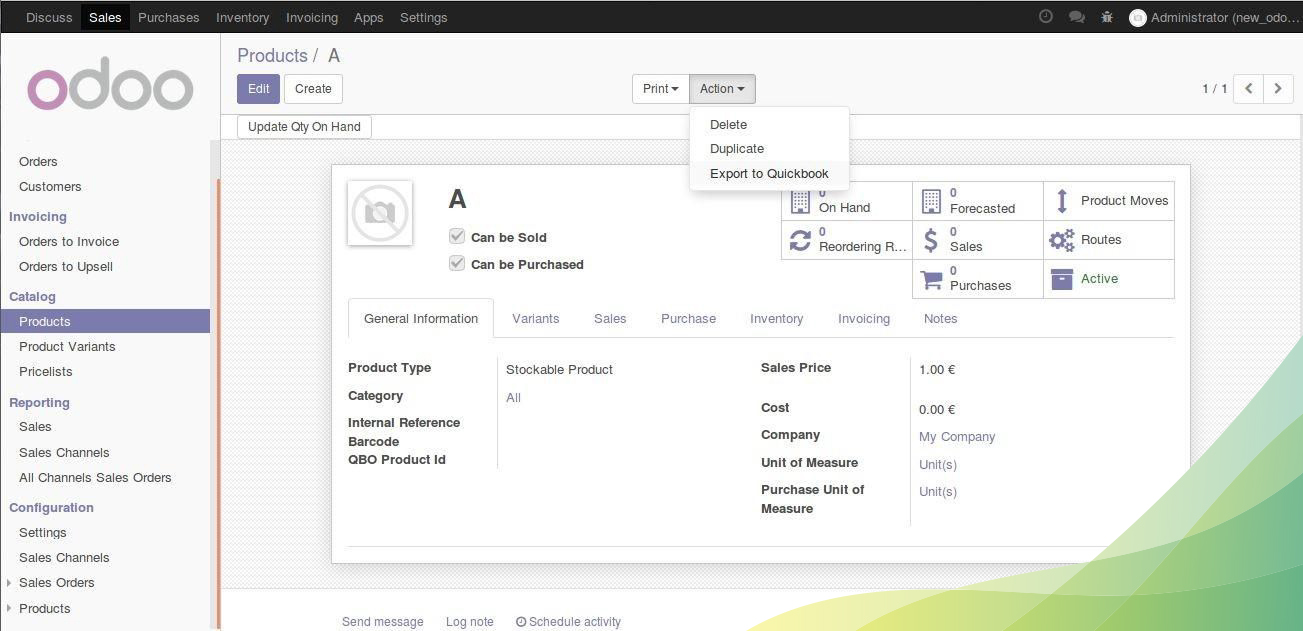 Discuss Sales Purchases Inventory Invoicing Apps Settings Administrator (new_odo...
odoo
Products / A
Edit Create Print Action 1 / 1
Update Qty On Hand
Delete
Duplicate
Export to Quickbook
Orders
Customers
Invoicing
Orders to Invoice
Orders to Upsell
Catalog
Products
Product Variants
Pricelists
Reporting
Sales
Sales Channels
All Channels Sales Orders
Configuration
Settings
Sales Channels
Sales Orders
Products
A
Can be Sold
Can be Purchased
0
On Hand
0
Forecasted
Product Moves
0
Reordering R...
0
Sales
Routes
0
Purchases
Active
General Information Variants Sales Purchase Inventory Invoicing Notes
Product Type Stockable Product
Category All
Internal Reference
Barcode
QBO Product Id
Sales Price 1.00 €
Cost 0.00 €
Company My Company
Unit of Measure Unit(s)
Purchase Unit of Unit(s)
Measure
Send message Log note Schedule activity